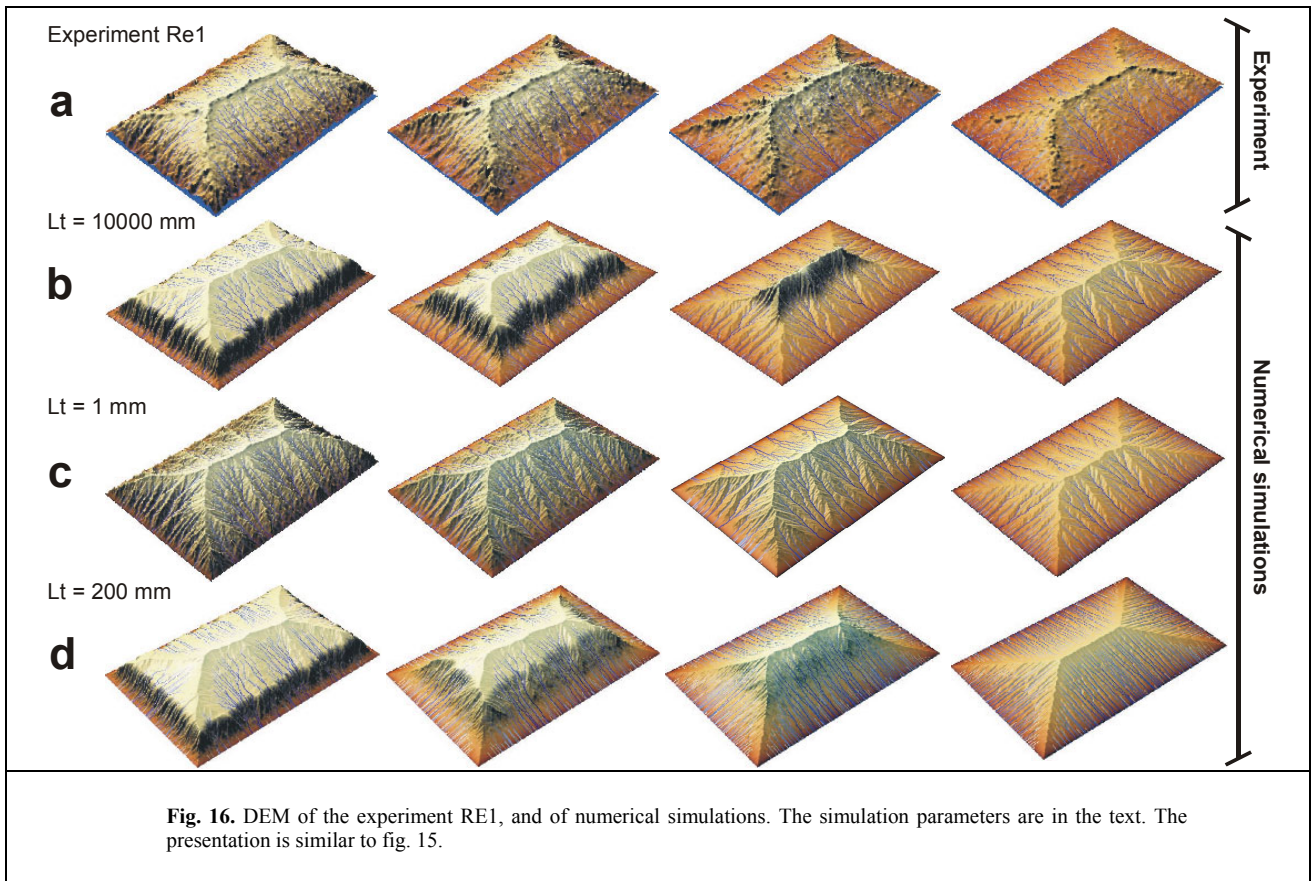 Experiment Re1
a
Experiment
Lt = 10000 mm
b
Lt = 1 mm
c
Numerical simulations
Lt = 200 mm
d
Fig. 16. DEM of the experiment RE1, and of numerical simulations. The simulation parameters are in the text. The
presentation is similar to fig. 15.